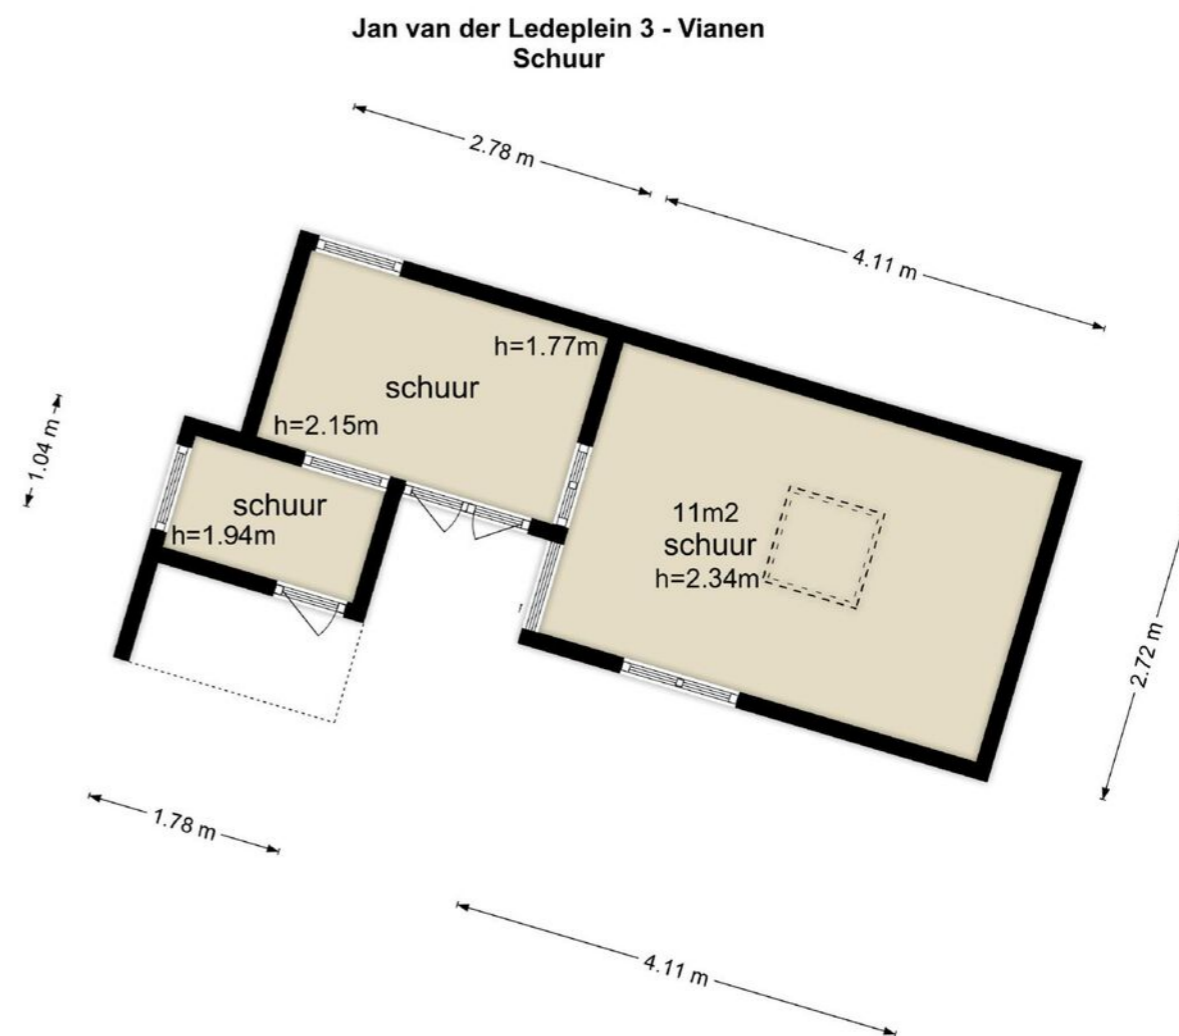 Jan van der Ledeplein 3 - Vianen
Schuur
2.78 m
4.11 m
h=1.77m
schuur
h=2.15m
1.04 m
schuur
h=1.94m
11m2
schuur
h=2.34m
2.72 m
1.78 m
4.11 m